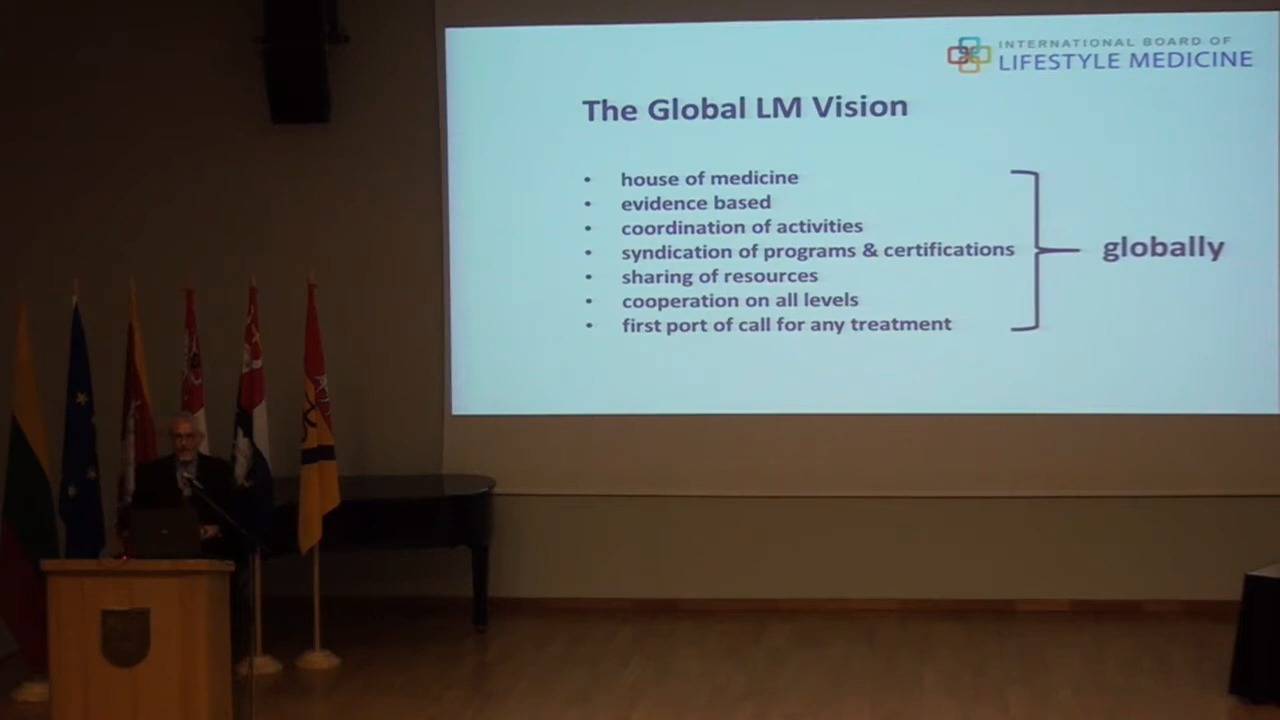 INTERNATIONAL BOARD OF
LIFESTYLE MEDICINE
The Global LM Vision
• house of medicine
• evidence based
• coordination of activities
• syndication of programs & certifications
• sharing of resources
• cooperation on all levels
• first port of call for any treatment
globally